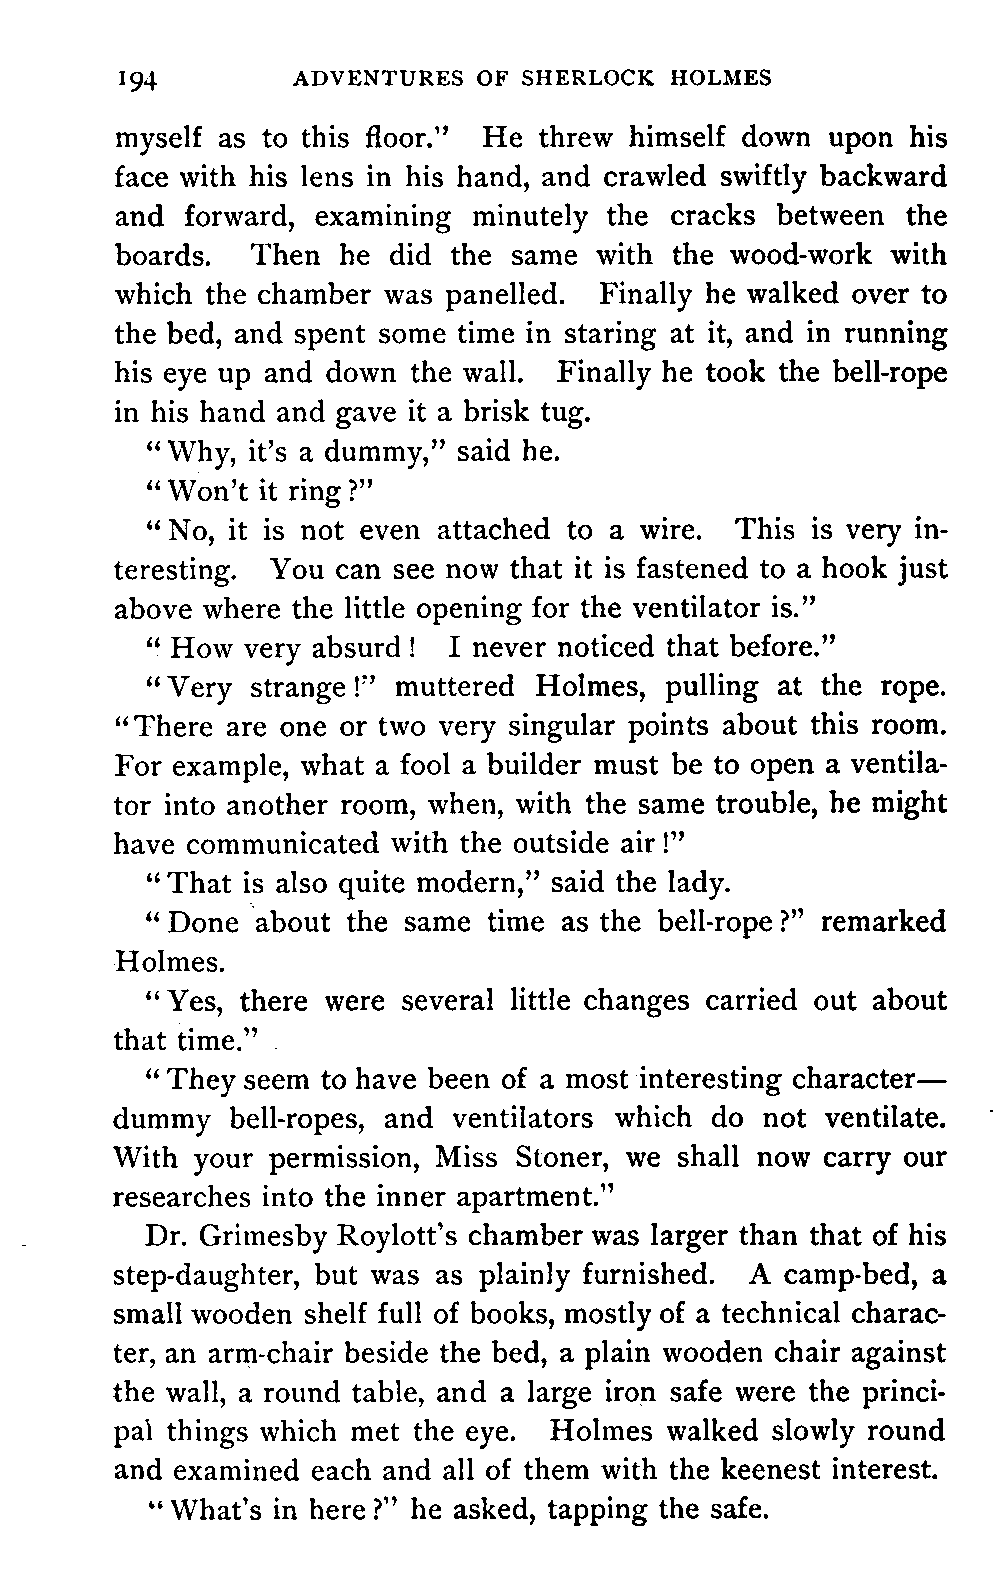 194 ADVENTURES OF SHERLOCK HOLMES
myself as to this floor." He threw himself down upon his
face with his lens in his hand, and crawled swiftly backward
and forward, examining minutely the cracks between the
boards. Then he did the same with the wood-work with
which the chamber was panelled. Finally he walked over to
the bed, and spent some time in staring at it, and in running
his eye up and down the wall. Finally he took the bell-rope
in his hand and gave it a brisk tug.
"Why, it's a dummy," said he.
"Won't it ring?"
"No, it is not even attached to a wire. This is very in-
teresting. You can see now that it is fastened to a hook just
above where the little opening for the ventilator is."
"How very absurd! I never noticed that before."
"Very strange!" muttered Holmes, pulling at the rope.
"There are one or two very singular points about this room.
For example, what a fool a builder must be to open a ventila-
tor into another room, when, with the same trouble, he might
have communicated with the outside air!"
"That is also quite modern," said the lady.
"Done about the same time as the bell-rope?" remarked
Holmes.
"Yes, there were several little changes carried out about
that time."
"They seem to have been of a most interesting character—
dummy bell-ropes, and ventilators which do not ventilate.
With your permission, Miss Stoner, we shall now carry our
researches into the inner apartment."
Dr. Grimesby Roylott's chamber was larger than that of his
step-daughter, but was as plainly furnished. A camp-bed, a
small wooden shelf full of books, mostly of a technical charac-
ter, an arm-chair beside the bed, a plain wooden chair against
the wall, a round table, and a large iron safe were the princi-
pal things which met the eye. Holmes walked slowly round
and examined each and all of them with the keenest interest.
"What's in here?" he asked, tapping the safe.